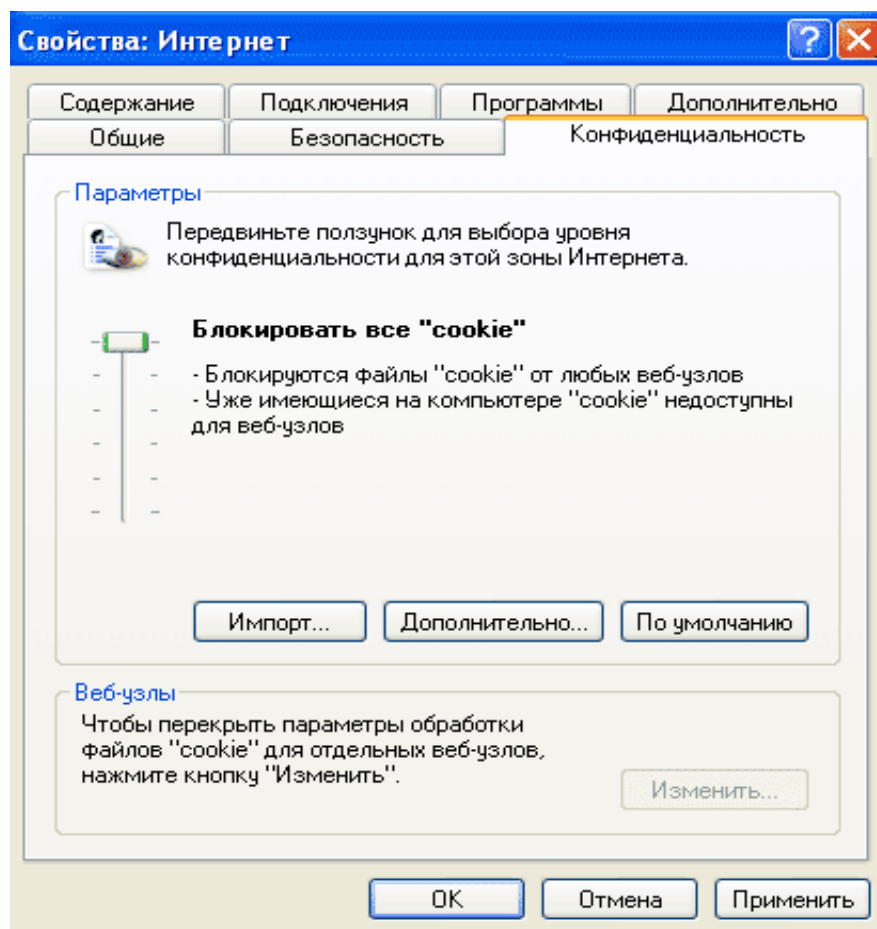 Свойства: Интернет
Содержание Подключения Программы Дополнительно
Общие Безопасность Конфиденциальность
Параметры
Передвиньте ползунок для выбора уровня
конфиденциальности для этой зоны Интернета.
Блокировать все "cookie"
- Блокируются файлы "cookie" от любых веб-узлов
- Уже имеющиеся на компьютере "cookie" недоступны
для веб-узлов
Импорт... Дополнительно... По умолчанию
Веб-узлы
Чтобы перекрыть параметры обработки
файлов "cookie" для отдельных веб-узлов,
нажмите кнопку "Изменить".
Изменить...
OK Отмена Применить